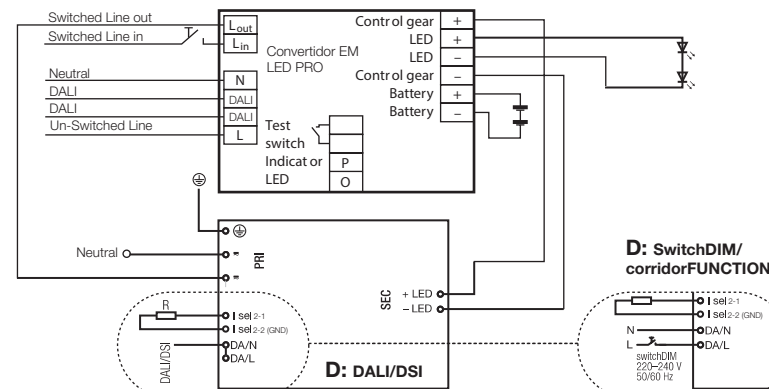 Switched Line out
Switched Line in
Neutral
DALI
DALI
Un-Switched Line
Lout
Lin
N
DALI
DALI
L
Convertidor EM
LED PRO
Test
switch
Indicat or
LED
P
O
Control gear +
LED +
LED –
Control gear –
Battery +
Battery –
Neutral
PRI
SEC
+ LED
– LED
R
I sel 2-1
I sel 2-2 (GND)
DA/N
DA/L
DALI/DSI
D: DALI/DSI
D: SwitchDIM/
corridorFUNCTION
I sel 2-1
I sel 2-2 (GND)
N
DA/N
L
DA/L
switchDIM
220–240 V
50/60 Hz